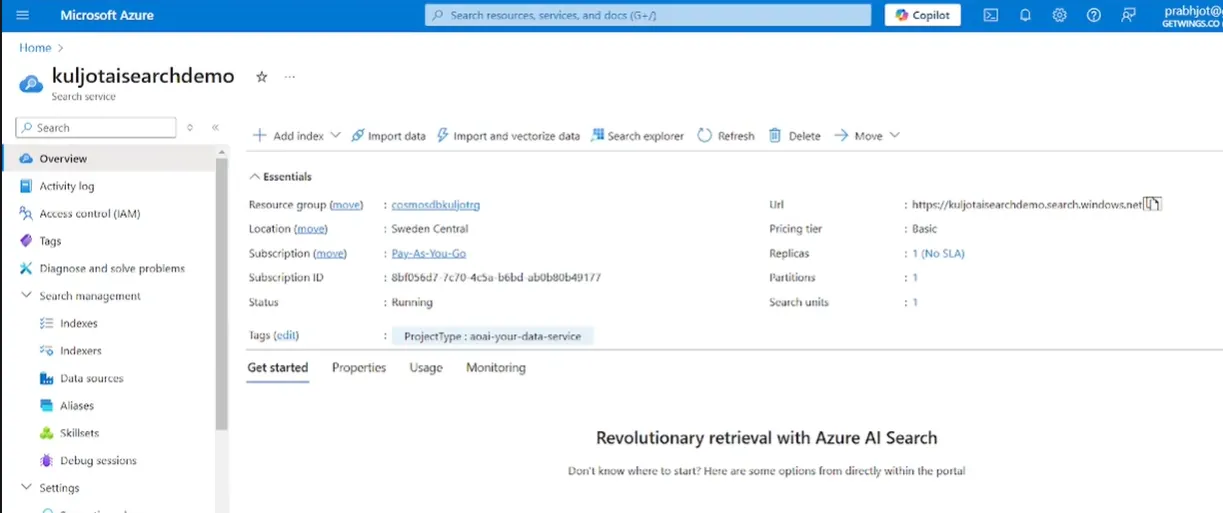 Microsoft Azure
Search resources, services, and docs (G+/)
Copilot
prabhjot@
GETWINGS.CO
Home >
kuljotaisearchdemo
Search service
Search
Add index
Import data
Import and vectorize data
Search explorer
Refresh
Delete
Move
Overview
Activity log
Access control (IAM)
Tags
Diagnose and solve problems
Search management
Indexes
Indexers
Data sources
Aliases
Skillsets
Debug sessions
Settings
Essentials
Resource group (move) : cosmosdbkuljotrg
Location (move) : Sweden Central
Subscription (move) : Pay-As-You-Go
Subscription ID : 8bf056d7-7c70-4c5a-b6bd-ab0b80b49177
Status : Running
Tags (edit) : ProjectType : aoai-your-data-service
Url : https://kuljotaisearchdemo.search.windows.net
Pricing tier : Basic
Replicas : 1 (No SLA)
Partitions : 1
Search units : 1
Get started
Properties
Usage
Monitoring
Revolutionary retrieval with Azure AI Search
Don't know where to start? Here are some options from directly within the portal